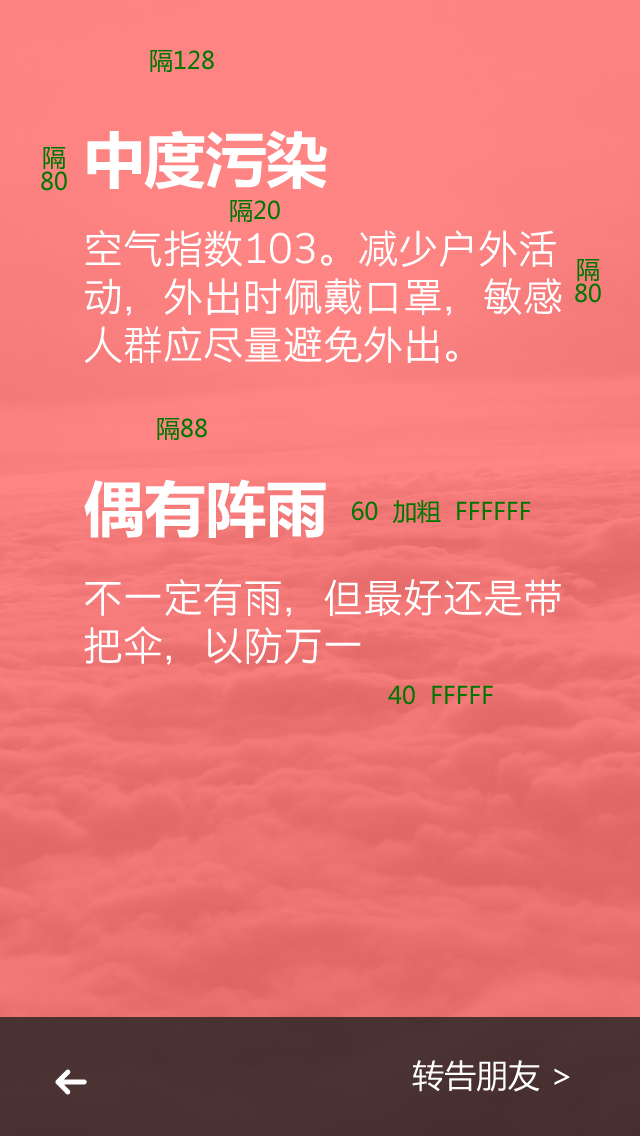 隔128
隔
80
中度污染
隔20
空气指数103。减少户外活
动，外出时佩戴口罩，敏感
人群应尽量避免外出。
隔
80
隔88
偶有阵雨
60 加粗 FFFFFF
不一定有雨，但最好还是带
把伞，以防万一
40 FFFFF
转告朋友 >